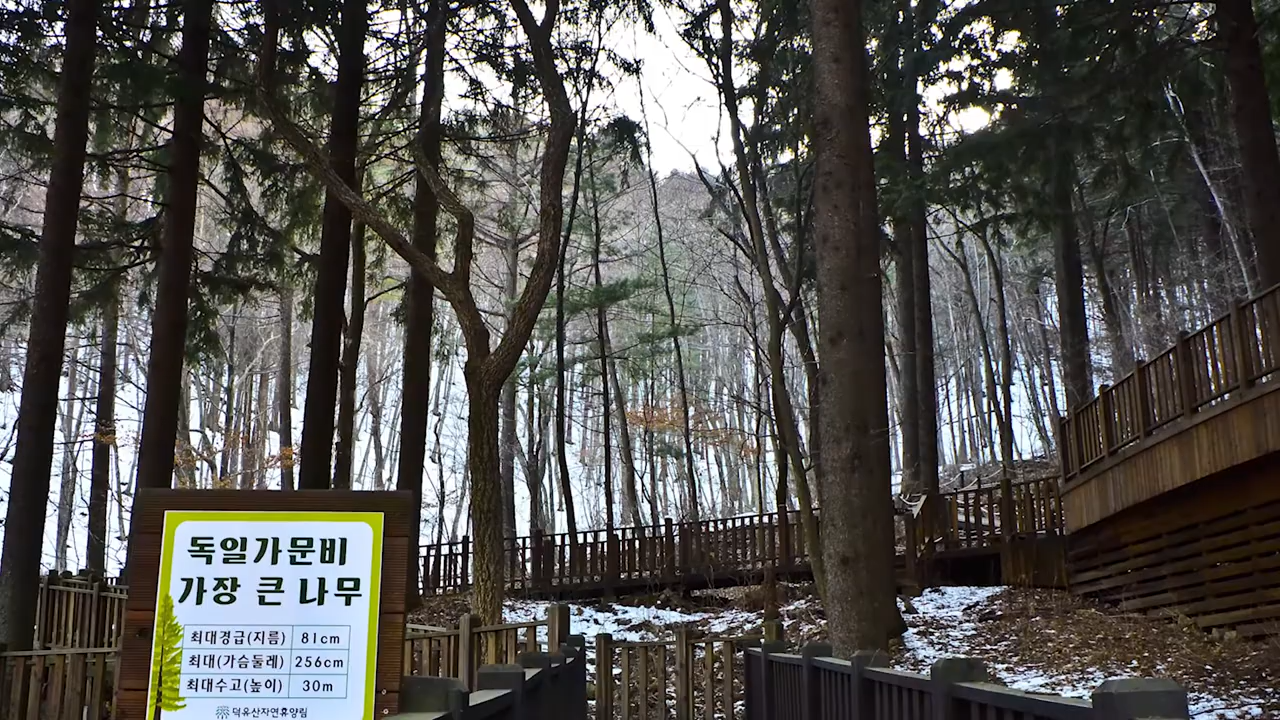 독일가문비
가장 큰 나무
최대경급(지름) 81cm
최대(가슴둘레) 256cm
최대수고(높이) 30m
덕유산자연휴양림